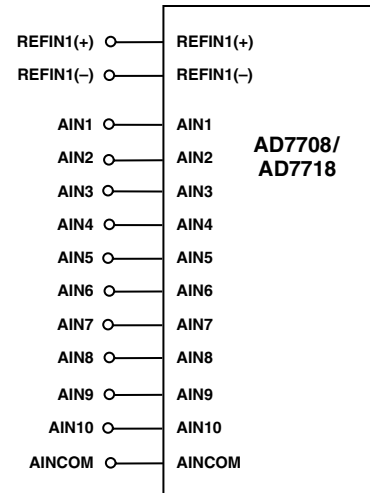 REFIN1(+) REFIN1(+)
REFIN1(–) REFIN1(–)
AIN1 AIN1
AD7708/
AD7718
AIN2 AIN2
AIN3 AIN3
AIN4 AIN4
AIN5 AIN5
AIN6 AIN6
AIN7 AIN7
AIN8 AIN8
AIN9 AIN9
AIN10 AIN10
AINCOM AINCOM